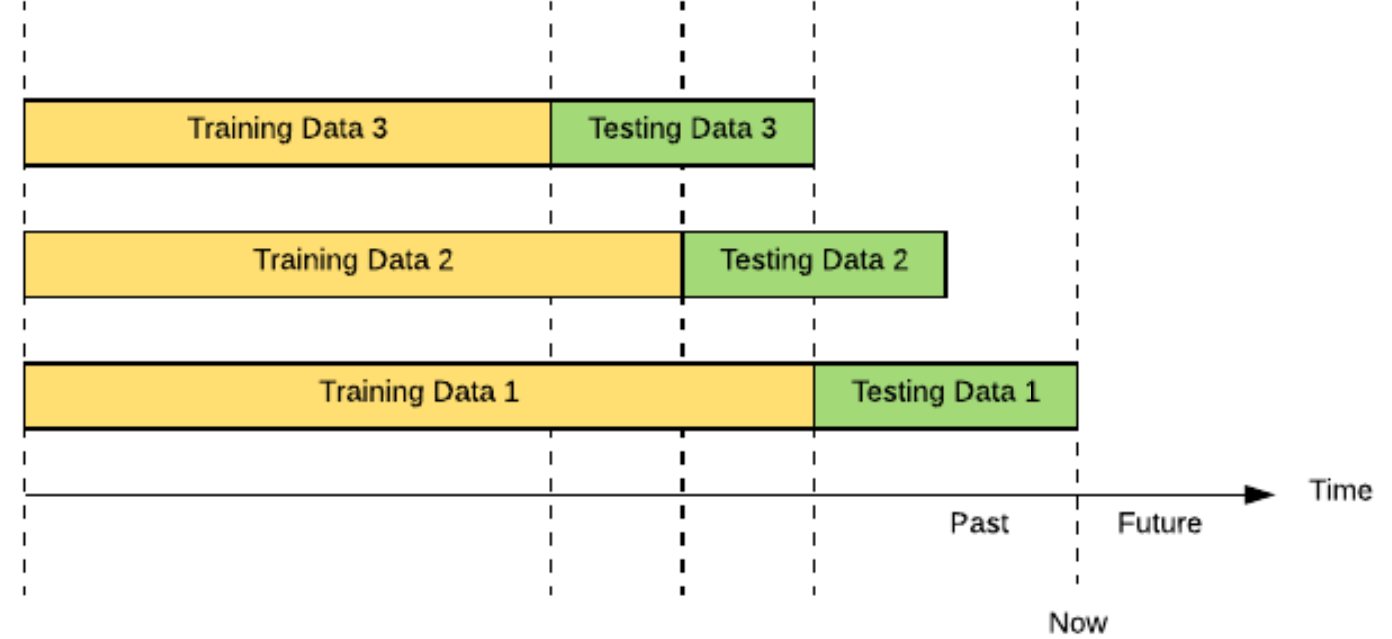 Training Data 3
Testing Data 3
Training Data 2
Testing Data 2
Training Data 1
Testing Data 1
Time
Past
Future
Now